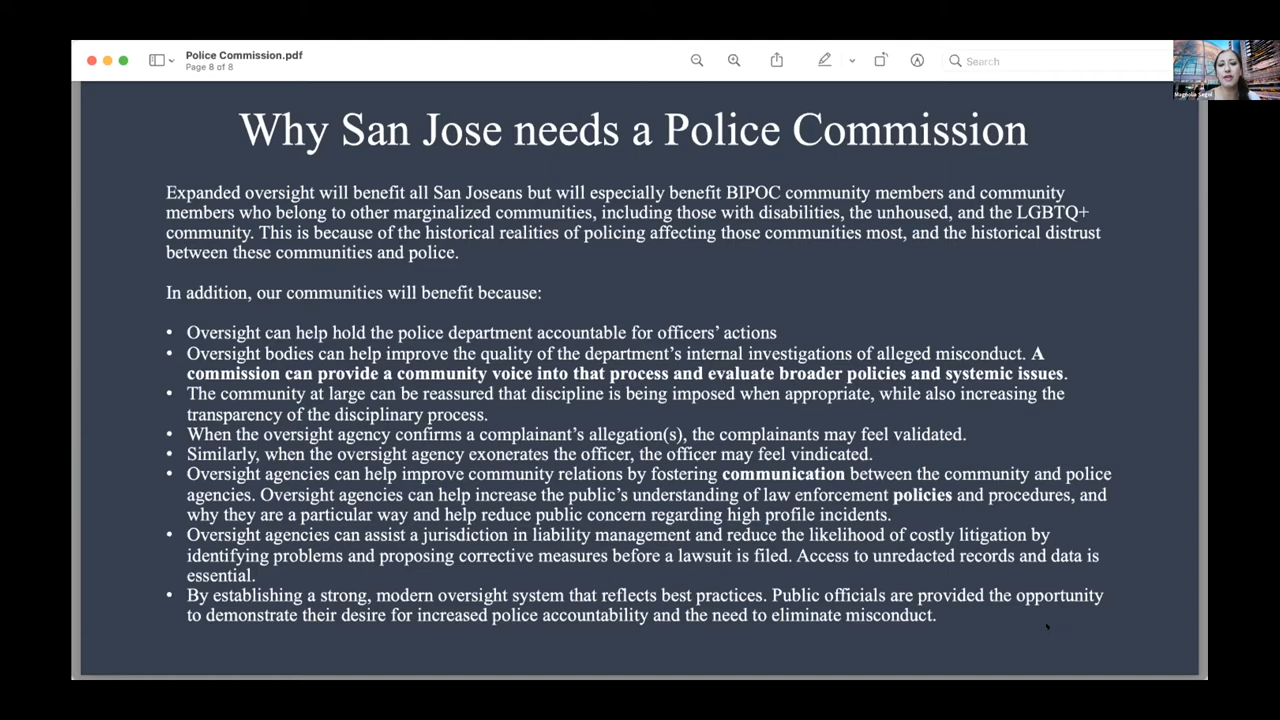 Police Commission.pdf
Page 8 of 8
Search
Why San Jose needs a Police Commission
Expanded oversight will benefit all San Joseans but will especially benefit BIPOC community members and community
members who belong to other marginalized communities, including those with disabilities, the unhoused, and the LGBTQ+
community. This is because of the historical realities of policing affecting those communities most, and the historical distrust
between these communities and police.
In addition, our communities will benefit because:
• Oversight can help hold the police department accountable for officers’ actions
• Oversight bodies can help improve the quality of the department’s internal investigations of alleged misconduct. A
commission can provide a community voice into that process and evaluate broader policies and systemic issues.
• The community at large can be reassured that discipline is being imposed when appropriate, while also increasing the
transparency of the disciplinary process.
• When the oversight agency confirms a complainant’s allegation(s), the complainants may feel validated.
• Similarly, when the oversight agency exonerates the officer, the officer may feel vindicated.
• Oversight agencies can help improve community relations by fostering communication between the community and police
agencies. Oversight agencies can help increase the public’s understanding of law enforcement policies and procedures, and
why they are a particular way and help reduce public concern regarding high profile incidents.
• Oversight agencies can assist a jurisdiction in liability management and reduce the likelihood of costly litigation by
identifying problems and proposing corrective measures before a lawsuit is filed. Access to unredacted records and data is
essential.
• By establishing a strong, modern oversight system that reflects best practices. Public officials are provided the opportunity
to demonstrate their desire for increased police accountability and the need to eliminate misconduct.